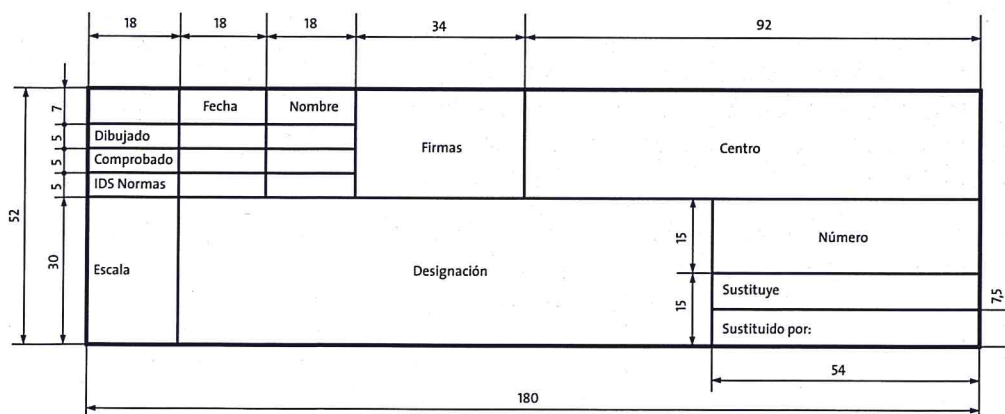 18 18 18 34 92
7 Fecha Nombre
Firmas Centro
5 Dibujado
5 Comprobado
5 IDS Normas
52
30 Escala Designación 15 Número
15 Sustituye 7,5
Sustituido por:
54
180